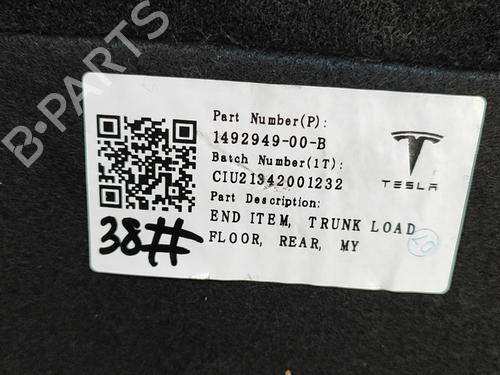 B-PARTS
Part Number(P):
1492949-00-B
Batch Number(1T):
CIU21342001232
Part Description:
END ITEM, TRUNK LOAD
FLOOR, REAR, MY
TESLA
38#